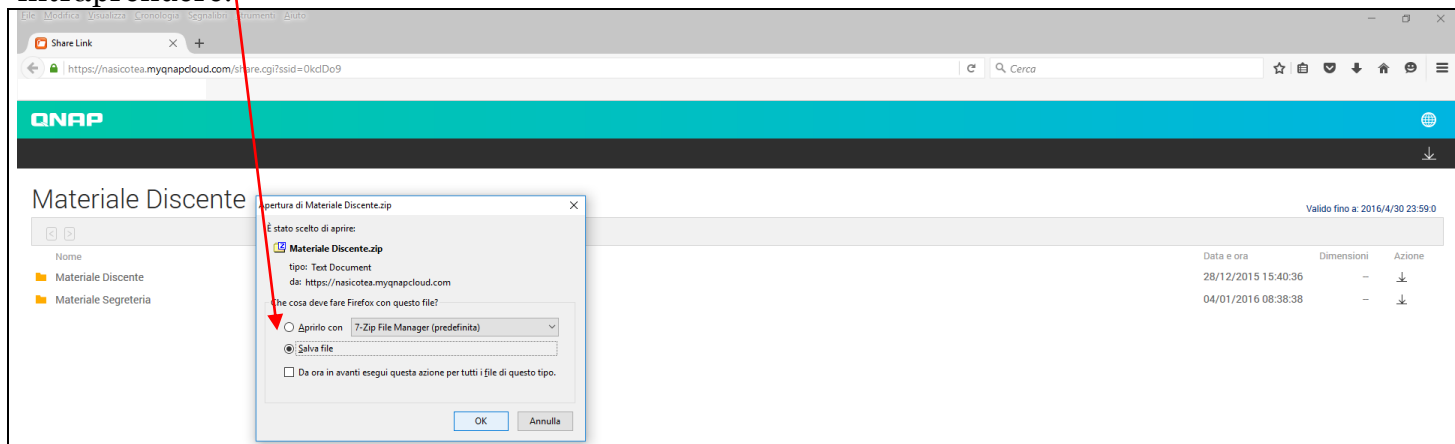 intraprendere.
File Modifica Visualizza Cronologia Segnalibri Strumenti Aiuto
Share Link
https://nasicotea.myqnapcloud.com/share.cgi?ssid=0kclDo9
Cerca
QNAP
Materiale Discente
Valido fino a: 2016/4/30 23:59:0
Nome Data e ora Dimensioni Azione
Materiale Discente 28/12/2015 15:40:36 --
Materiale Segreteria 04/01/2016 08:38:38 --
Apertura di Materiale Discente.zip
È stato scelto di aprire:
Materiale Discente.zip
tipo: Text Document
da: https://nasicotea.myqnapcloud.com
Che cosa deve fare Firefox con questo file?
Aprirlo con 7-Zip File Manager (predefinita)
Salva file
Da ora in avanti esegui questa azione per tutti i file di questo tipo.
OK Annulla